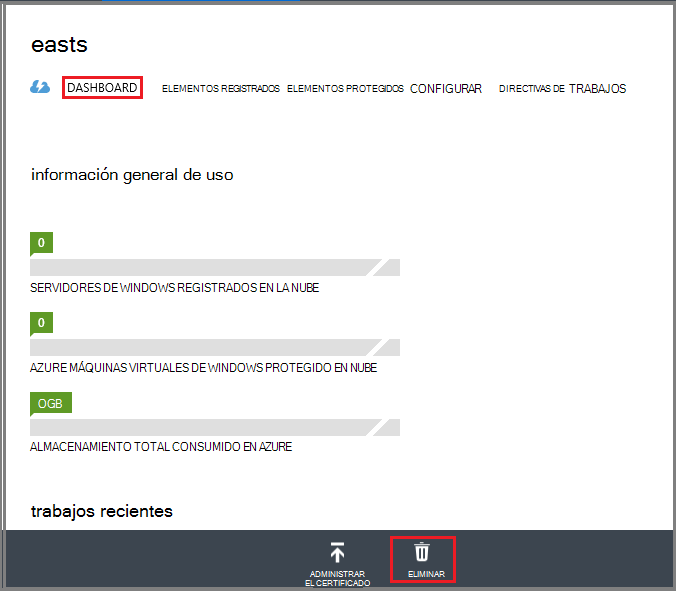 easts
DASHBOARD ELEMENTOS REGISTRADOS ELEMENTOS PROTEGIDOS CONFIGURAR DIRECTIVAS DE TRABAJOS
información general de uso
0
SERVIDORES DE WINDOWS REGISTRADOS EN LA NUBE
0
AZURE MÁQUINAS VIRTUALES DE WINDOWS PROTEGIDO EN NUBE
OGB
ALMACENAMIENTO TOTAL CONSUMIDO EN AZURE
trabajos recientes
ADMINISTRAR
EL CERTIFICADO
ELIMINAR